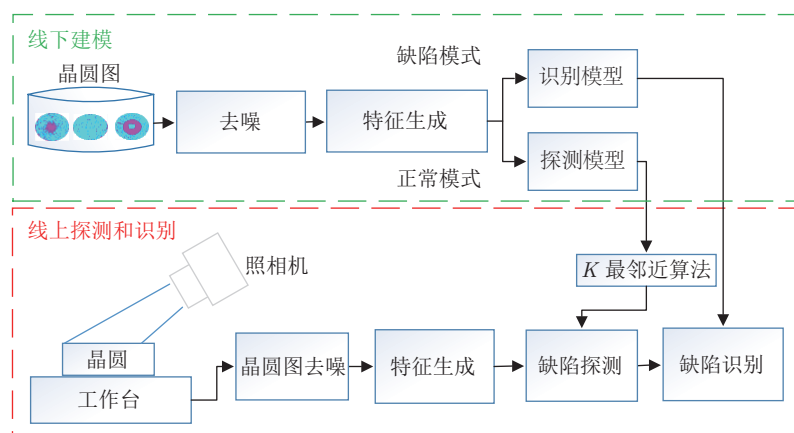 线下建模
晶圆图
缺陷模式
识别模型
去噪
特征生成
正常模式
探测模型
线上探测和识别
照相机
K 最邻近算法
晶圆
工作台
晶圆图去噪
特征生成
缺陷探测
缺陷识别